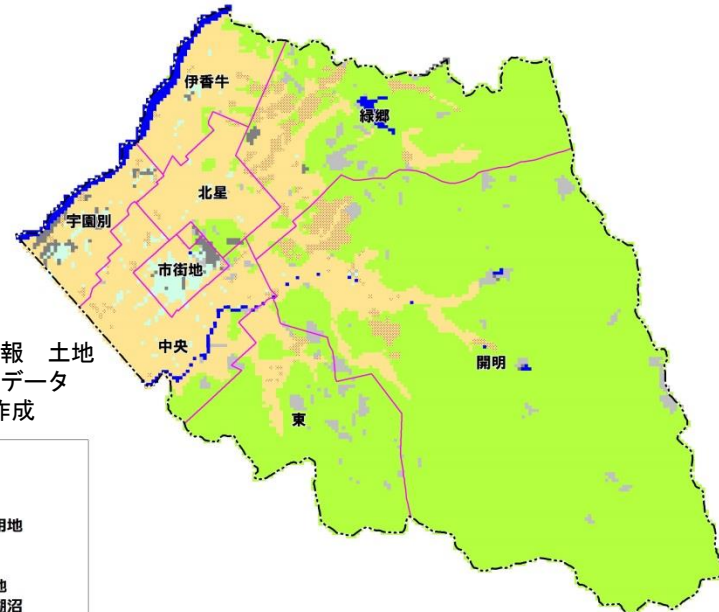 伊香牛
緑郷
北星
宇園別
市街地
中央
報 土地
データ
作成
開明
東
用地
地
湖沼